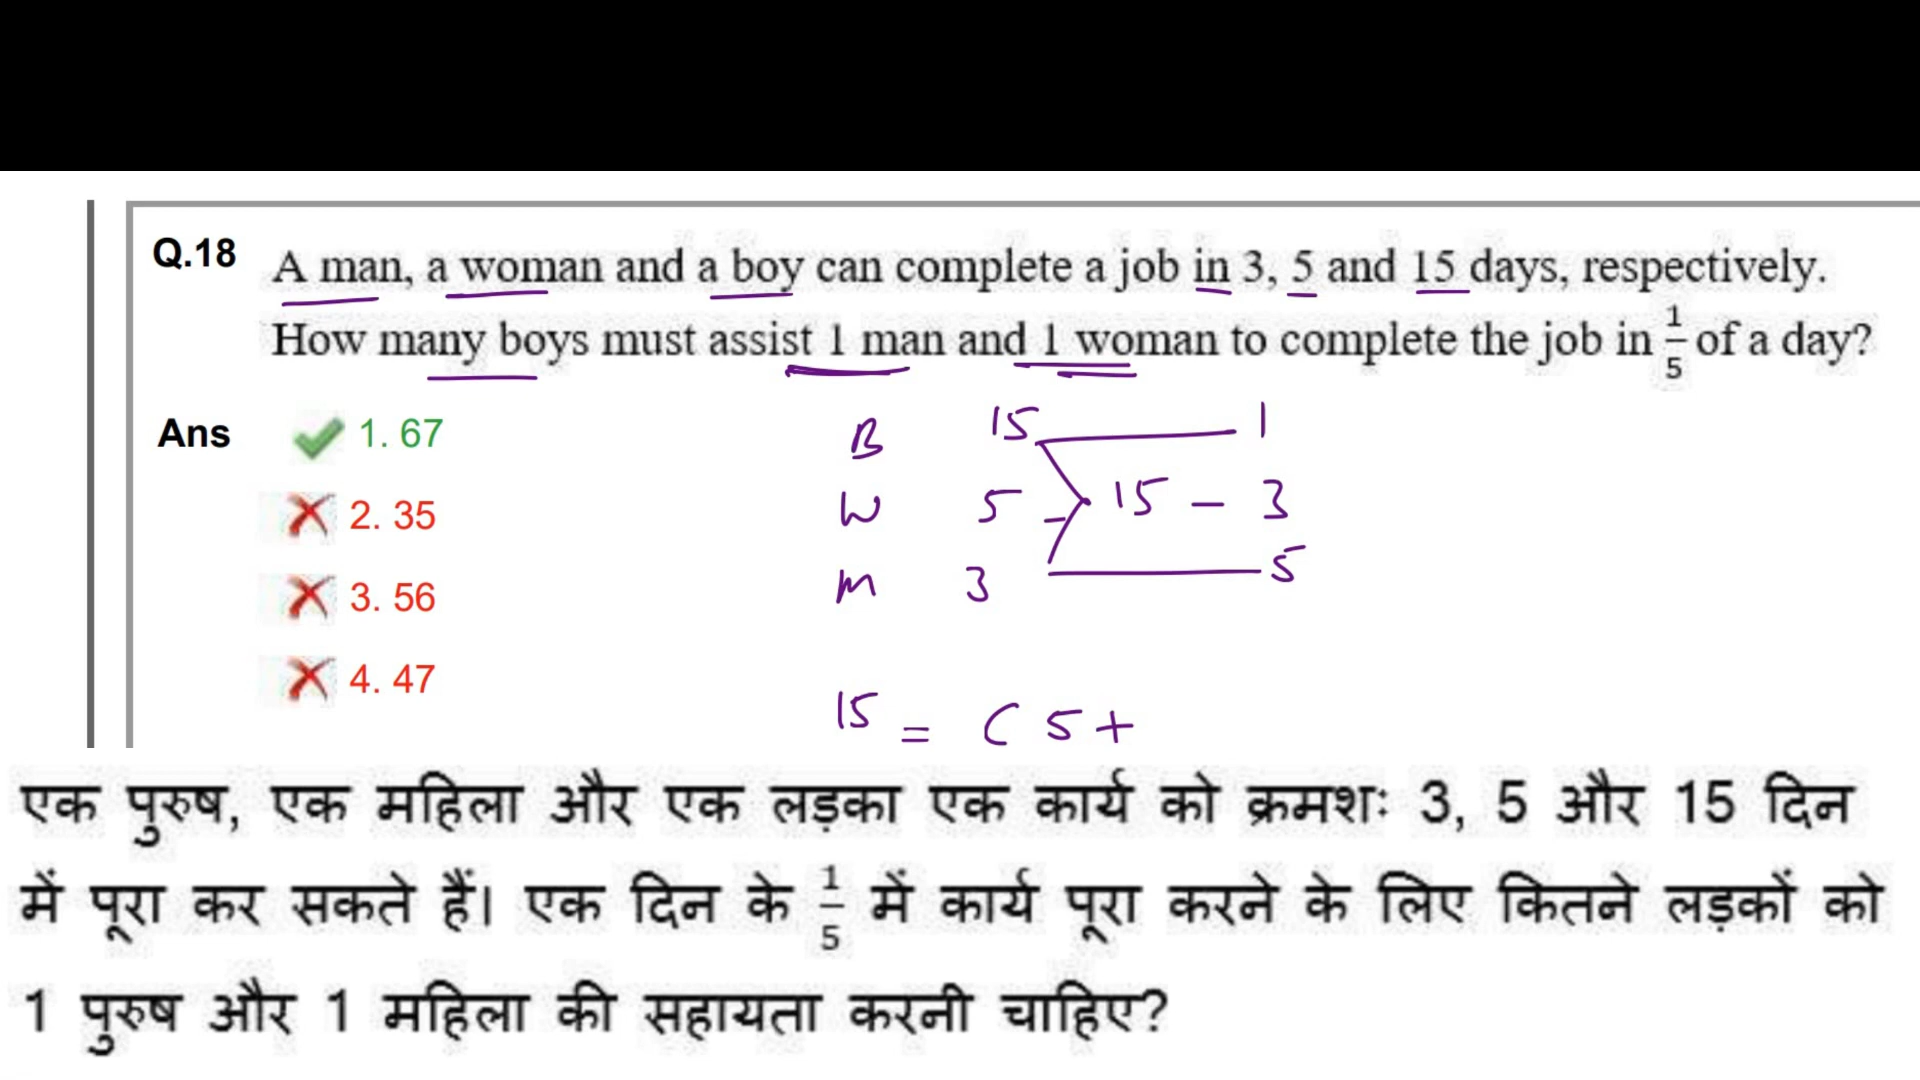 Q.18 A man, a woman and a boy can complete a job in 3, 5 and 15 days, respectively.
How many boys must assist 1 man and 1 woman to complete the job in 1/5 of a day?
Ans 1. 67
2. 35
3. 56
4. 47
B 15 1
W 5 15 - 3
M 3 5
15 = ( 5 +
एक पुरुष, एक महिला और एक लड़का एक कार्य को क्रमशः 3, 5 और 15 दिन
में पूरा कर सकते हैं। एक दिन के 1/5 में कार्य पूरा करने के लिए कितने लड़कों को
1 पुरुष और 1 महिला की सहायता करनी चाहिए?